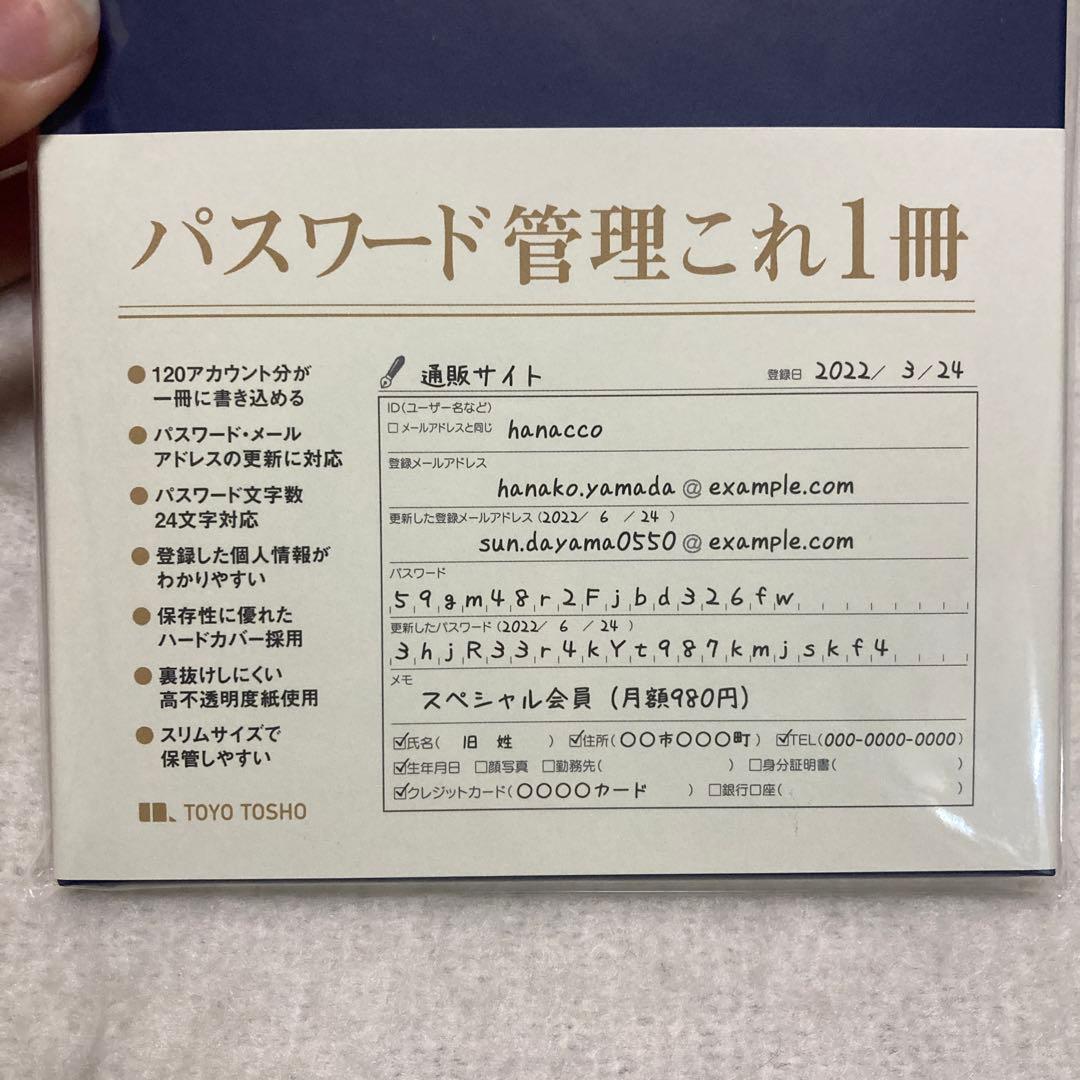 パスワード管理これ1冊
●120アカウント分が
一冊に書き込める
●パスワード・メール
アドレスの更新に対応
●パスワード文字数
24文字対応
●登録した個人情報が
わかりやすい
●保存性に優れた
ハードカバー採用
●裏抜けしにくい
高不透明度紙使用
●スリムサイズで
保管しやすい
TOYO TOSHO
通販サイト 登録日 2022/ 3/24
ID(ユーザー名など)
□メールアドレスと同じ hanacco
登録メールアドレス
hanako.yamada@example.com
更新した登録メールアドレス(2022/ 6 /24 )
sun.dayama0550@example.com
パスワード
59gm48r2Fjbd326fw
更新したパスワード(2022/ 6 /24 )
3hjR33r4kYt987kmjskf4
メモ
スペシャル会員(月額980円)
☑氏名( 旧 姓 ) ☑住所(〇〇市〇〇〇町) ☑TEL(000-0000-0000)
☑生年月日 □顔写真 □勤務先( ) □身分証明書( )
☑クレジットカード(〇〇〇〇カード ) □銀行口座( )